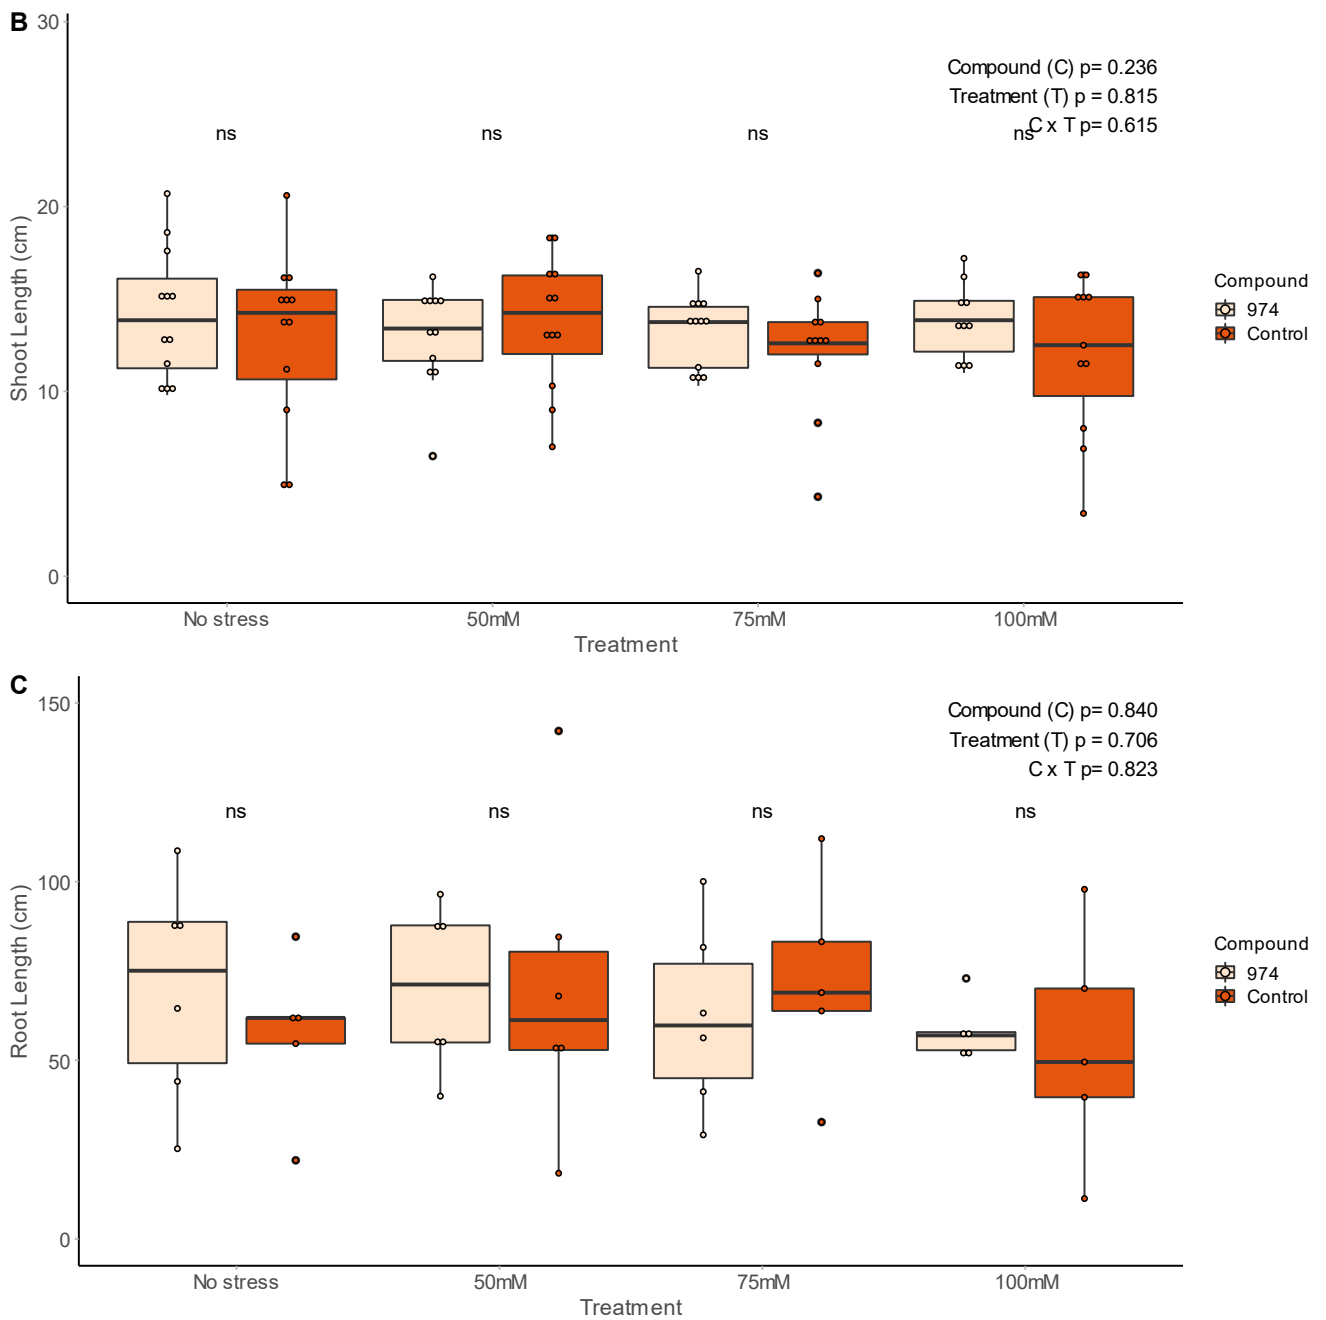 B
30
20
10
0
Shoot Length (cm)
Compound (C) p= 0.236
Treatment (T) p = 0.815
C x T p= 0.615
ns ns ns ns
No stress 50mM 75mM 100mM
Treatment
Compound
974
Control
C
150
100
50
0
Root Length (cm)
Compound (C) p= 0.840
Treatment (T) p = 0.706
C x T p= 0.823
ns ns ns ns
No stress 50mM 75mM 100mM
Treatment
Compound
974
Control